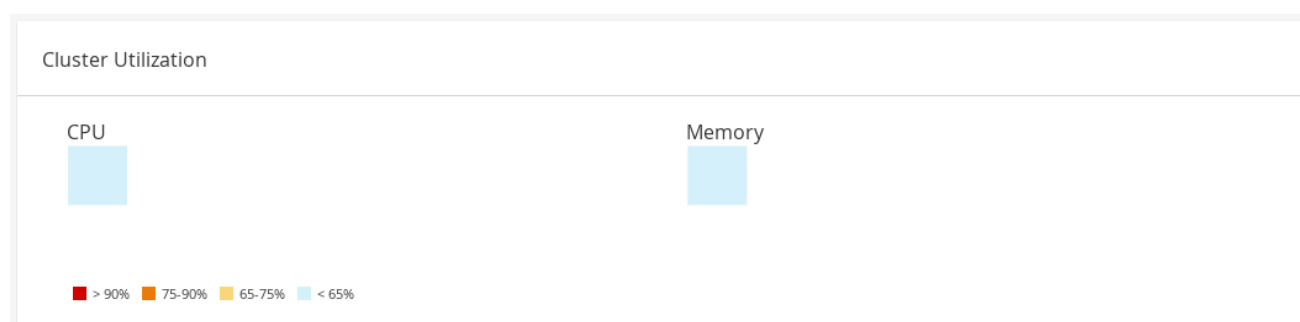 Cluster Utilization
CPU
Memory
> 90% 75-90% 65-75% < 65%